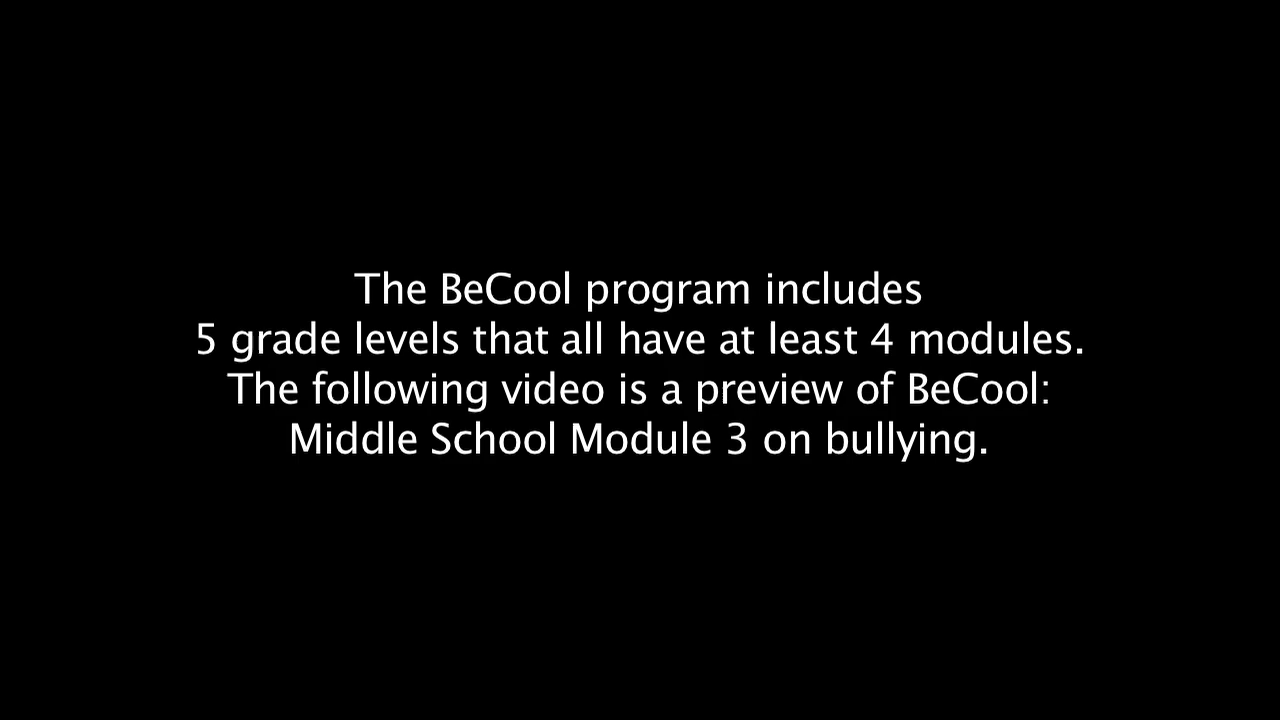 The BeCool program includes
5 grade levels that all have at least 4 modules.
The following video is a preview of BeCool:
Middle School Module 3 on bullying.